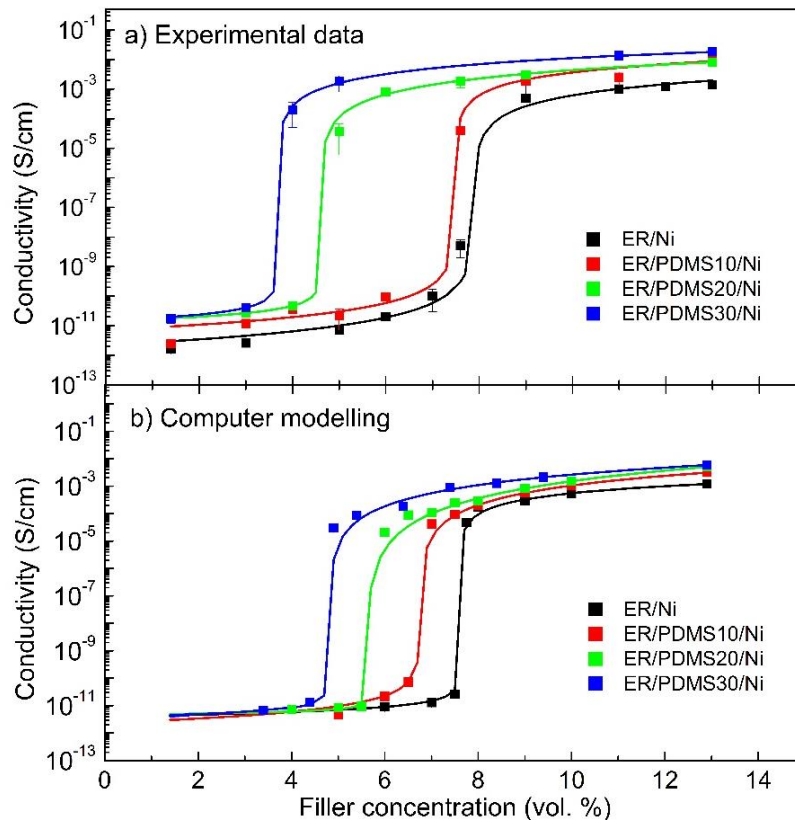 a) Experimental data
10⁻¹
10⁻³
10⁻⁵
10⁻⁷
10⁻⁹
10⁻¹¹
10⁻¹³
Conductivity (S/cm)
ER/Ni
ER/PDMS10/Ni
ER/PDMS20/Ni
ER/PDMS30/Ni
b) Computer modelling
10⁻¹
10⁻³
10⁻⁵
10⁻⁷
10⁻⁹
10⁻¹¹
10⁻¹³
Conductivity (S/cm)
ER/Ni
ER/PDMS10/Ni
ER/PDMS20/Ni
ER/PDMS30/Ni
0 2 4 6 8 10 12 14
Filler concentration (vol. %)